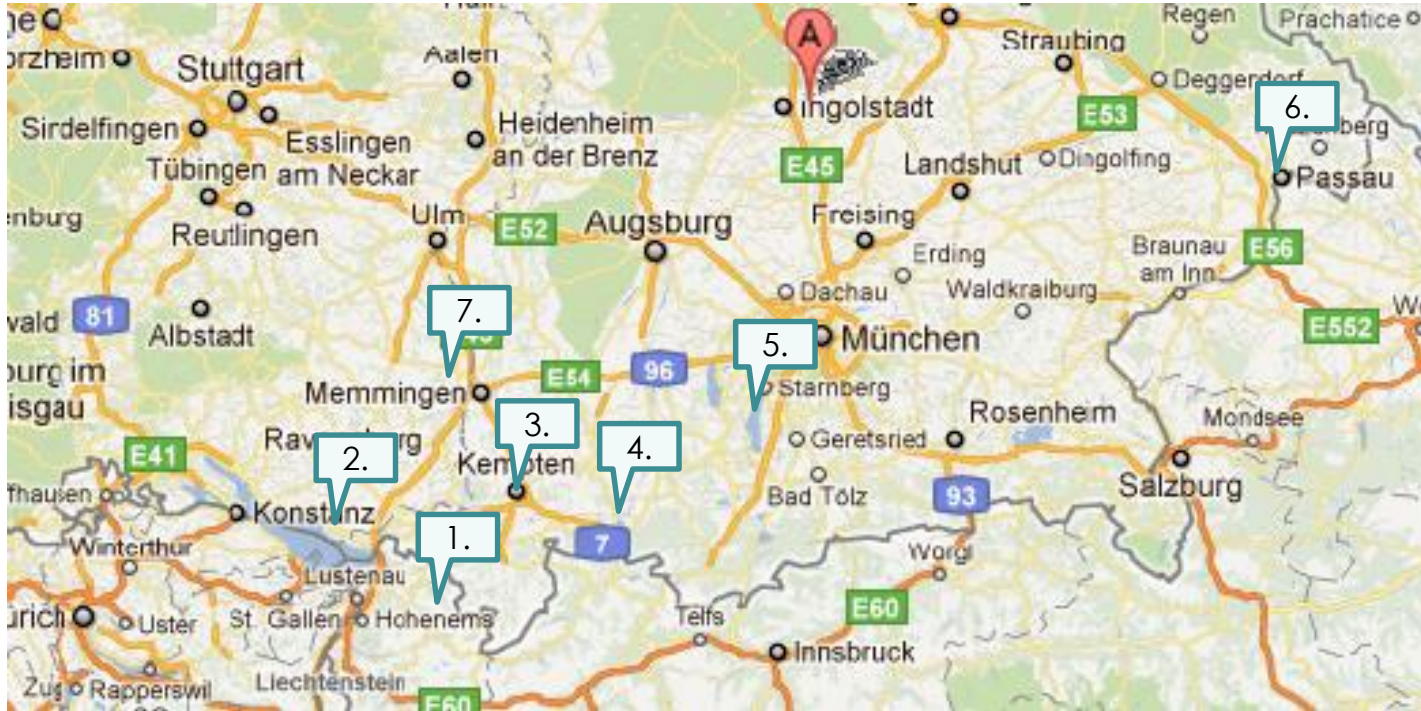 Regen
Prachatice
Straubing
Aalen
A
Stuttgart
Deggendorf
6.
Ingolstadt
E53
Sirdelfingen
Heidenheim
an der Brenz
Esslingen
am Neckar
E45
Landshut
Dingolfing
Tübingen
Passau
Ulm
E52
Augsburg
Freising
Reutlingen
Erding
Braunau
am Inn
E56
Dachau
Waldkraiburg
81
7.
E552
Albstadt
München
5.
E54
96
Memmingen
Starnberg
Rosenheim
Mondsee
3.
E41
2.
4.
Geretsried
Kempten
Bad Tölz
93
Salzburg
Konstanz
1.
7
Winterthur
Worgl
Lustenau
E60
Uster
St. Gallen
Hohenems
Telfs
Innsbruck
Rapperswil
Liechtenstein
E60